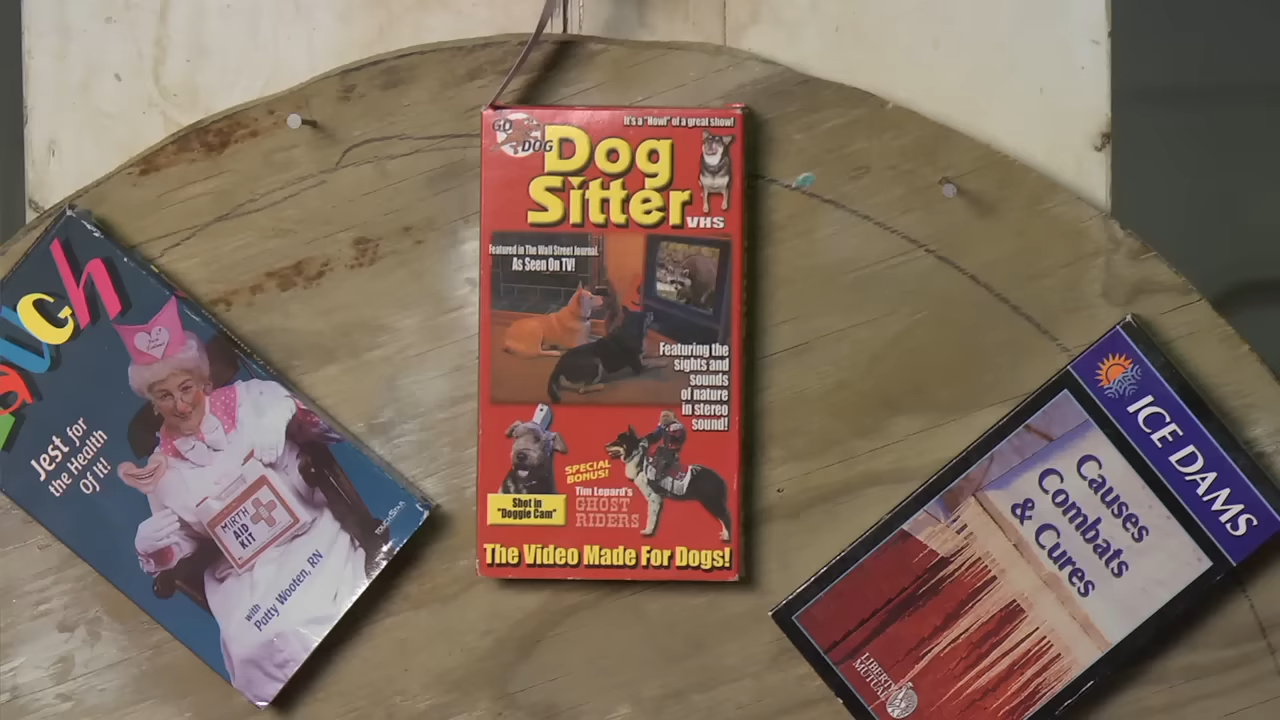 auch
Jest for
the Health
Of It!
MiRTH
AiD
KiT
with
Patty Wooten, RN
TOUCHSTAR
GO
DOG
It's a "Howl" of a great show!
Dog
Sitter
VHS
Featured in The Wall Street Journal.
As Seen On TV!
Featuring the
sights and
sounds
of nature
in stereo
sound!
SPECIAL
BONUS!
Shot in
"Doggie Cam"
Tim Lepard's
GHOST
RIDERS
The Video Made For Dogs!
ICE DAMS
Causes
Combats
& Cures
LIBERTY
MUTUAL